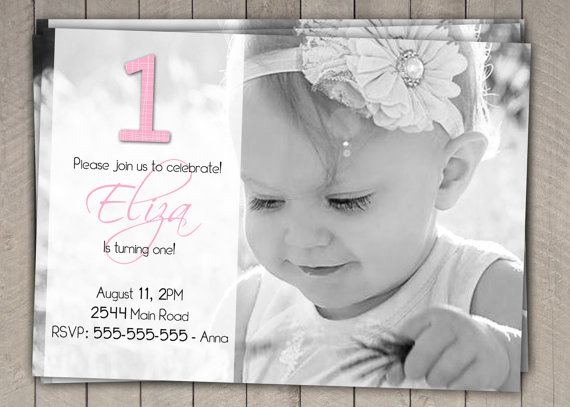 1
Please join us to celebrate!
Eliza
Is turning one!
August 11, 2PM
2544 Main Road
RSVP: 555-555-555 - Anna